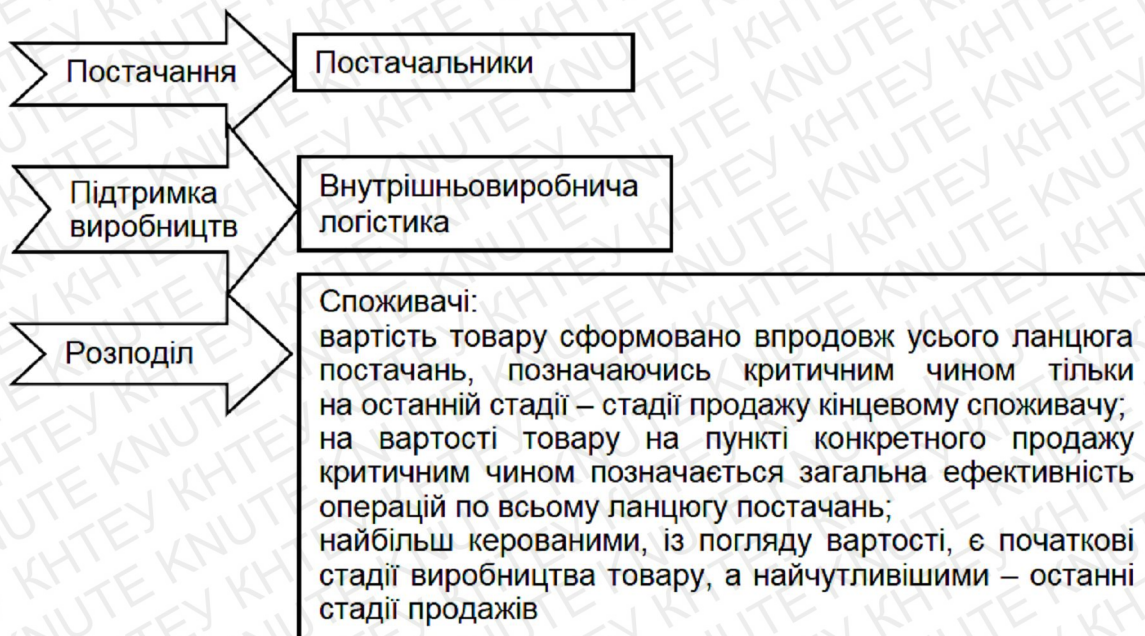 Постачання
Постачальники
Підтримка
виробництв
Внутрішньовиробнича
логістика
Розподіл
Споживачі:
вартість товару сформовано впродовж усього ланцюга
постачань, позначаючись критичним чином тільки
на останній стадії – стадії продажу кінцевому споживачу;
на вартості товару на пункті конкретного продажу
критичним чином позначається загальна ефективність
операцій по всьому ланцюгу постачань;
найбільш керованими, із погляду вартості, є початкові
стадії виробництва товару, а найчутливішими – останні
стадії продажів